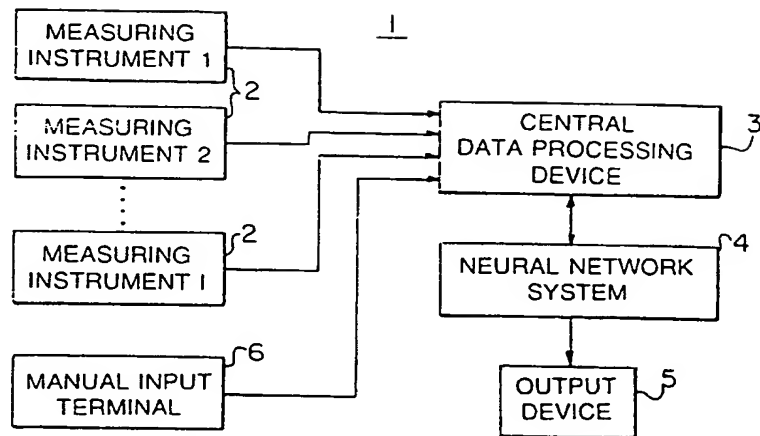 1
MEASURING
INSTRUMENT 1
2
MEASURING
INSTRUMENT 2
MEASURING
INSTRUMENT I
2
MANUAL INPUT
TERMINAL
6
CENTRAL
DATA PROCESSING
DEVICE
3
NEURAL NETWORK
SYSTEM
4
OUTPUT
DEVICE
5